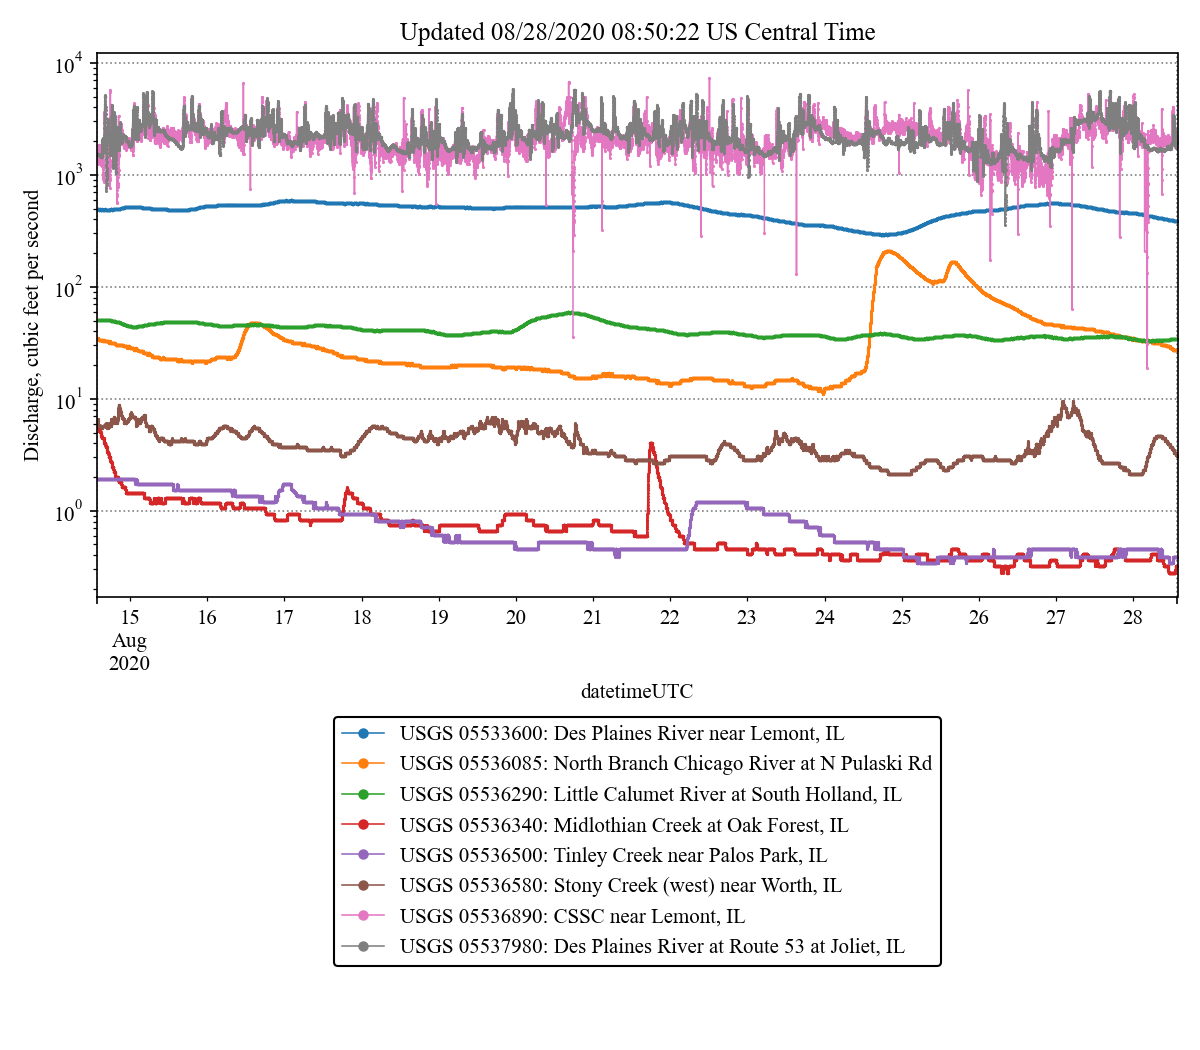 Updated 08/28/2020 08:50:22 US Central Time
Discharge, cubic feet per second
10^4
10^3
10^2
10^1
10^0
15 16 17 18 19 20 21 22 23 24 25 26 27 28
Aug
2020
datetimeUTC
USGS 05533600: Des Plaines River near Lemont, IL
USGS 05536085: North Branch Chicago River at N Pulaski Rd
USGS 05536290: Little Calumet River at South Holland, IL
USGS 05536340: Midlothian Creek at Oak Forest, IL
USGS 05536500: Tinley Creek near Palos Park, IL
USGS 05536580: Stony Creek (west) near Worth, IL
USGS 05536890: CSSC near Lemont, IL
USGS 05537980: Des Plaines River at Route 53 at Joliet, IL